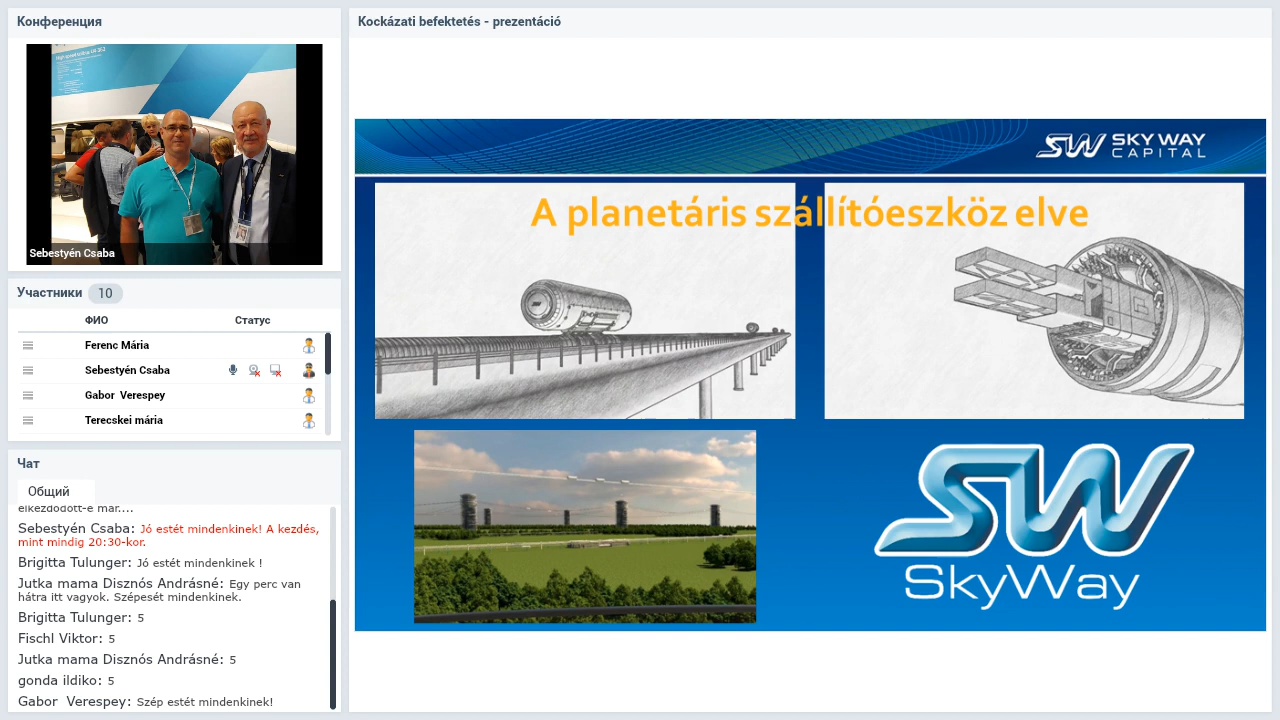 Конференция
Sebestyén Csaba
Участники 10
ФИО Статус
Ferenc Mária
Sebestyén Csaba
Gabor Verespey
Terecskei mária
Чат
Общий
elkezdodott-e mar....
Sebestyén Csaba: Jó estét mindenkinek! A kezdés,
mint mindig 20:30-kor.
Brigitta Tulunger: Jó estét mindenkinek !
Jutka mama Disznós Andrásné: Egy perc van
hátra itt vagyok. Szépesét mindenkinek.
Brigitta Tulunger: 5
Fischl Viktor: 5
Jutka mama Disznós Andrásné: 5
gonda ildiko: 5
Gabor Verespey: Szép estét mindenkinek!
Kockázati befektetés - prezentáció
SW SKY WAY
CAPITAL
A planetáris szállítóeszköz elve
SW
SkyWay